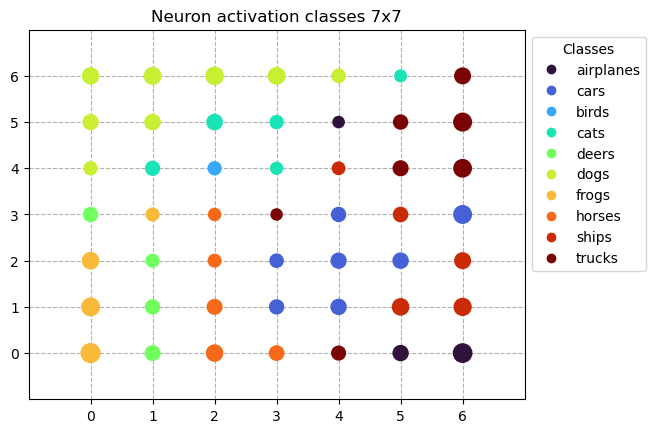 Neuron activation classes 7x7
6
5
4
3
2
1
0
0 1 2 3 4 5 6
Classes
airplanes
cars
birds
cats
deers
dogs
frogs
horses
ships
trucks